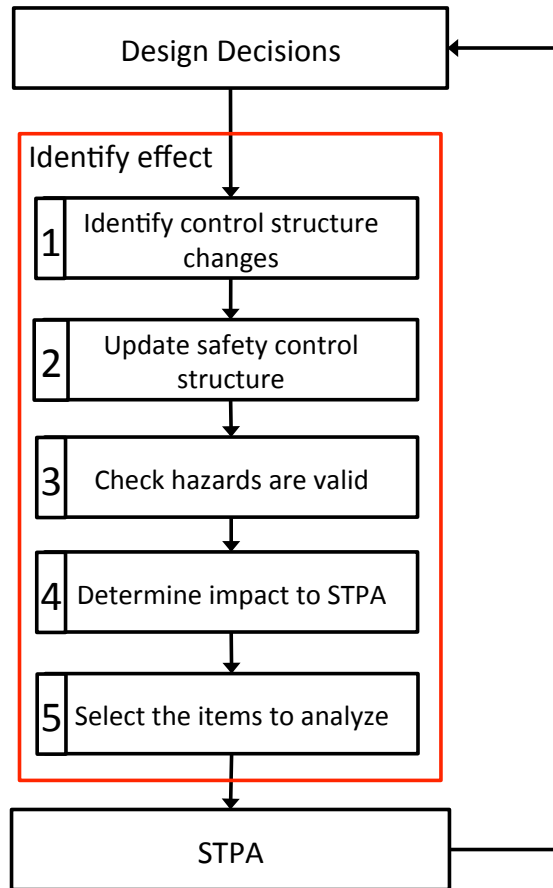 Design Decisions
Identify effect
1
Identify control structure
changes
2
Update safety control
structure
3
Check hazards are valid
4
Determine impact to STPA
5
Select the items to analyze
STPA